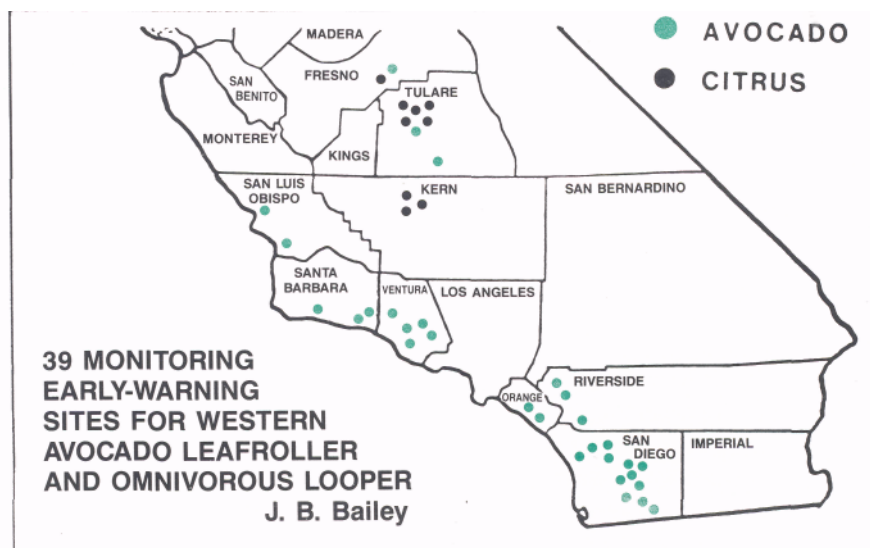 AVOCADO
CITRUS
MADERA
FRESNO
SAN
BENITO
TULARE
MONTEREY
KINGS
SAN LUIS
OBISPO
KERN
SAN BERNARDINO
SANTA
BARBARA
VENTURA
LOS ANGELES
39 MONITORING
EARLY-WARNING
SITES FOR WESTERN
AVOCADO LEAFROLLER
AND OMNIVOROUS LOOPER
J. B. Bailey
ORANGE
RIVERSIDE
SAN
DIEGO
IMPERIAL